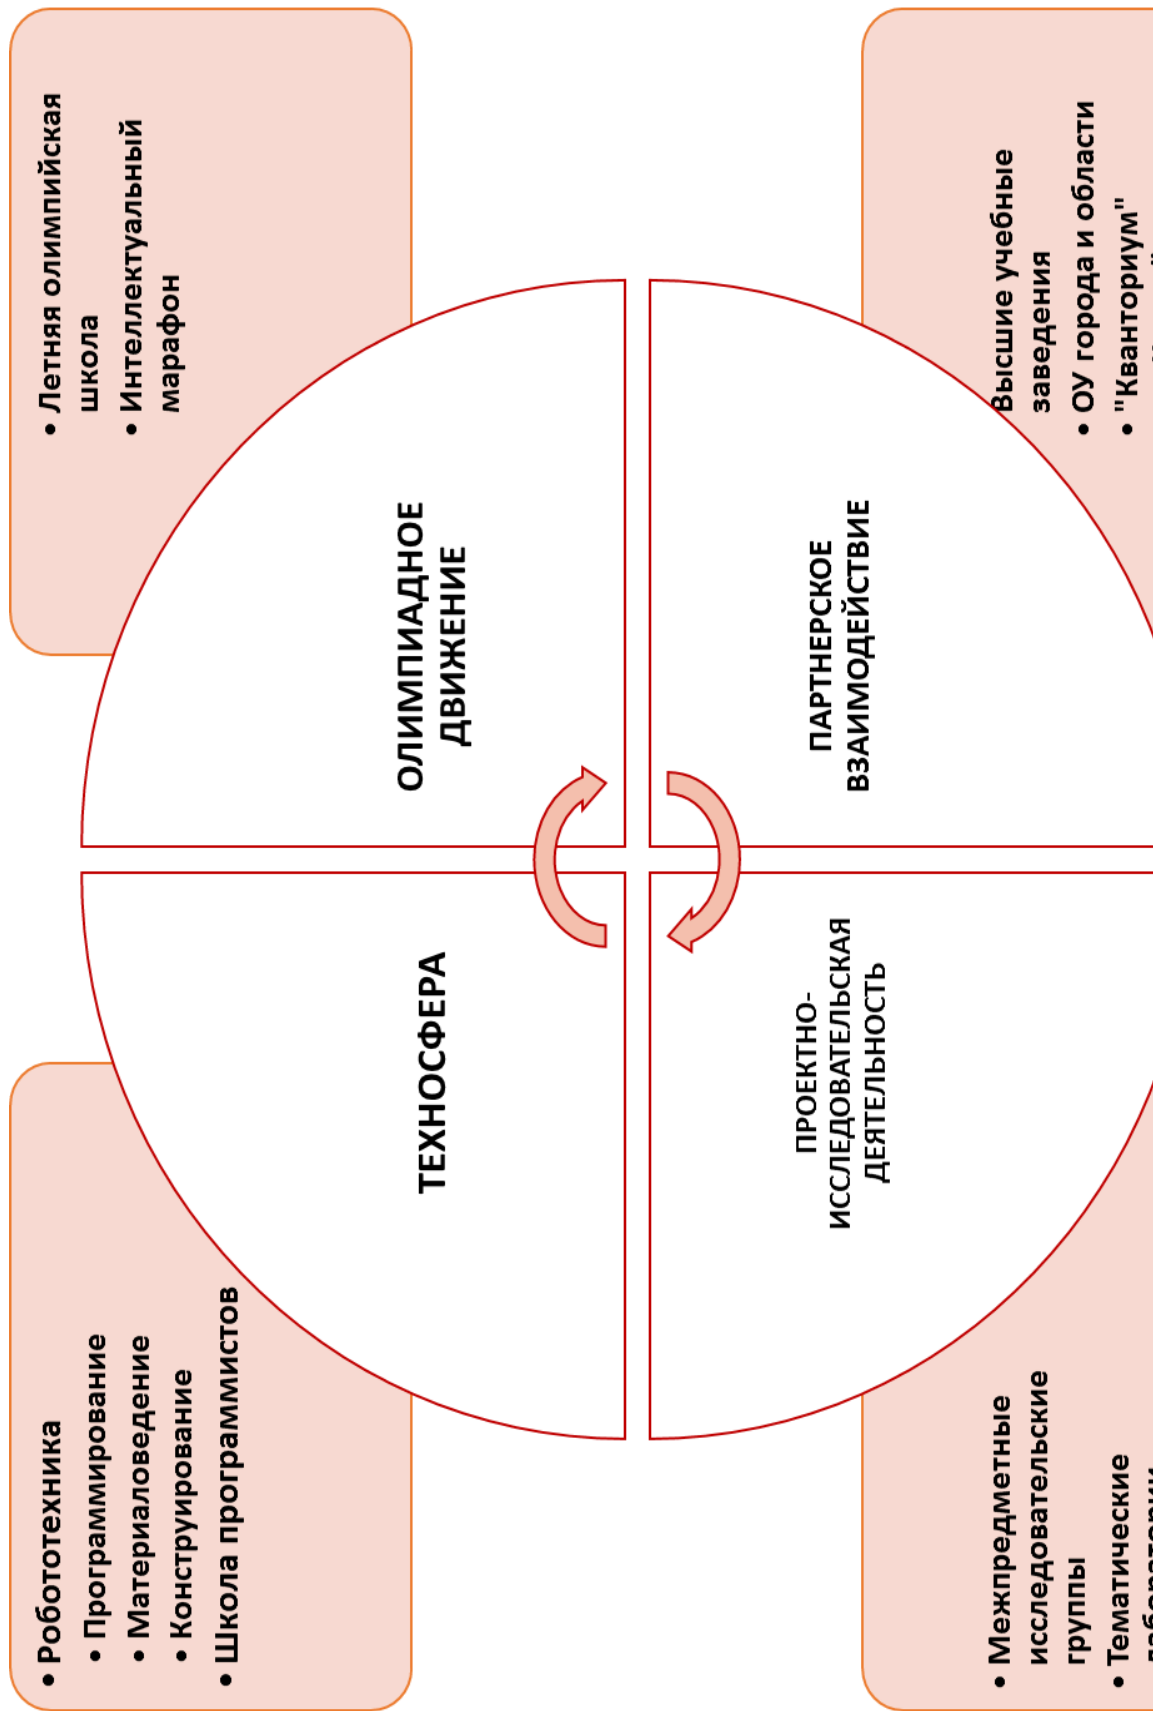 • Робототехника
• Программирование
• Материаловедение
• Конструирование
• Школа программистов
• Летняя олимпийская
школа
• Интеллектуальный
марафон
ТЕХНОСФЕРА
ОЛИМПИАДНОЕ
ДВИЖЕНИЕ
ПРОЕКТНО-
ИССЛЕДОВАТЕЛЬСКАЯ
ДЕЯТЕЛЬНОСТЬ
ПАРТНЕРСКОЕ
ВЗАИМОДЕЙСТВИЕ
• Межпредметные
исследовательские
группы
• Тематические
Высшие учебные
заведения
• ОУ города и области
• "Кванториум"